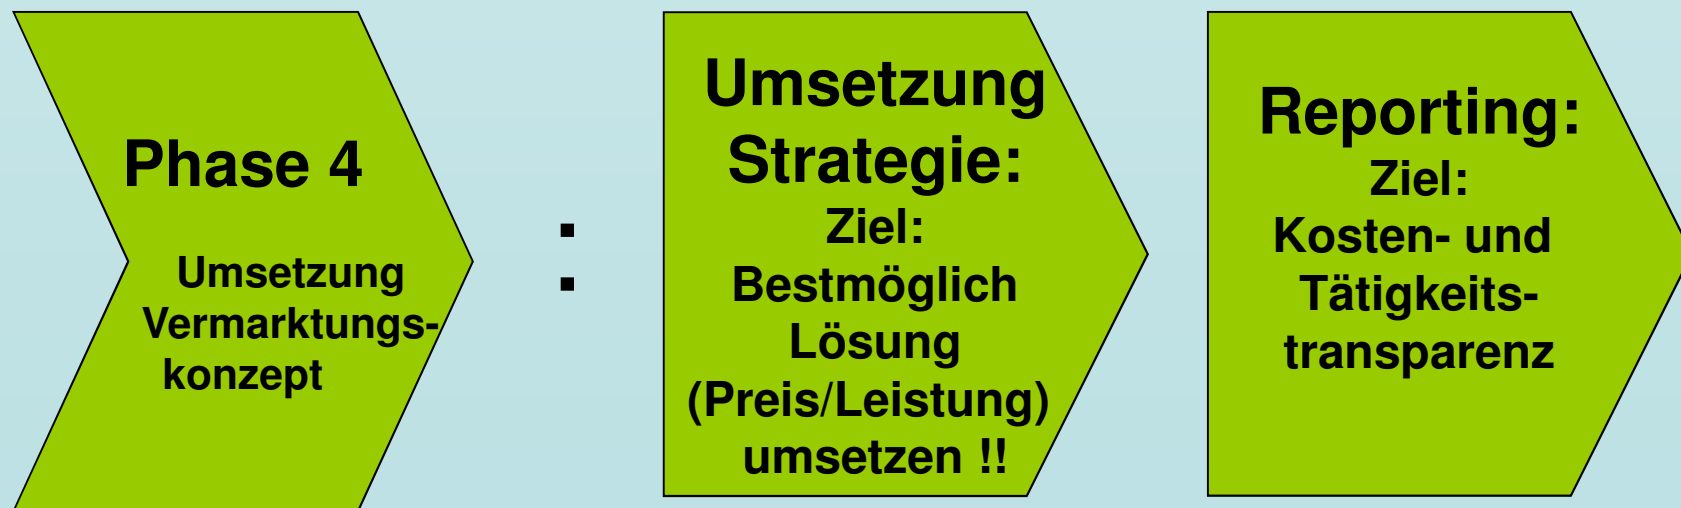 Phase 4
Umsetzung
Vermarktungs-
konzept
:
Umsetzung
Strategie:
Ziel:
Bestmöglich
Lösung
(Preis/Leistung)
umsetzen !!
Reporting:
Ziel:
Kosten- und
Tätigkeits-
transparenz